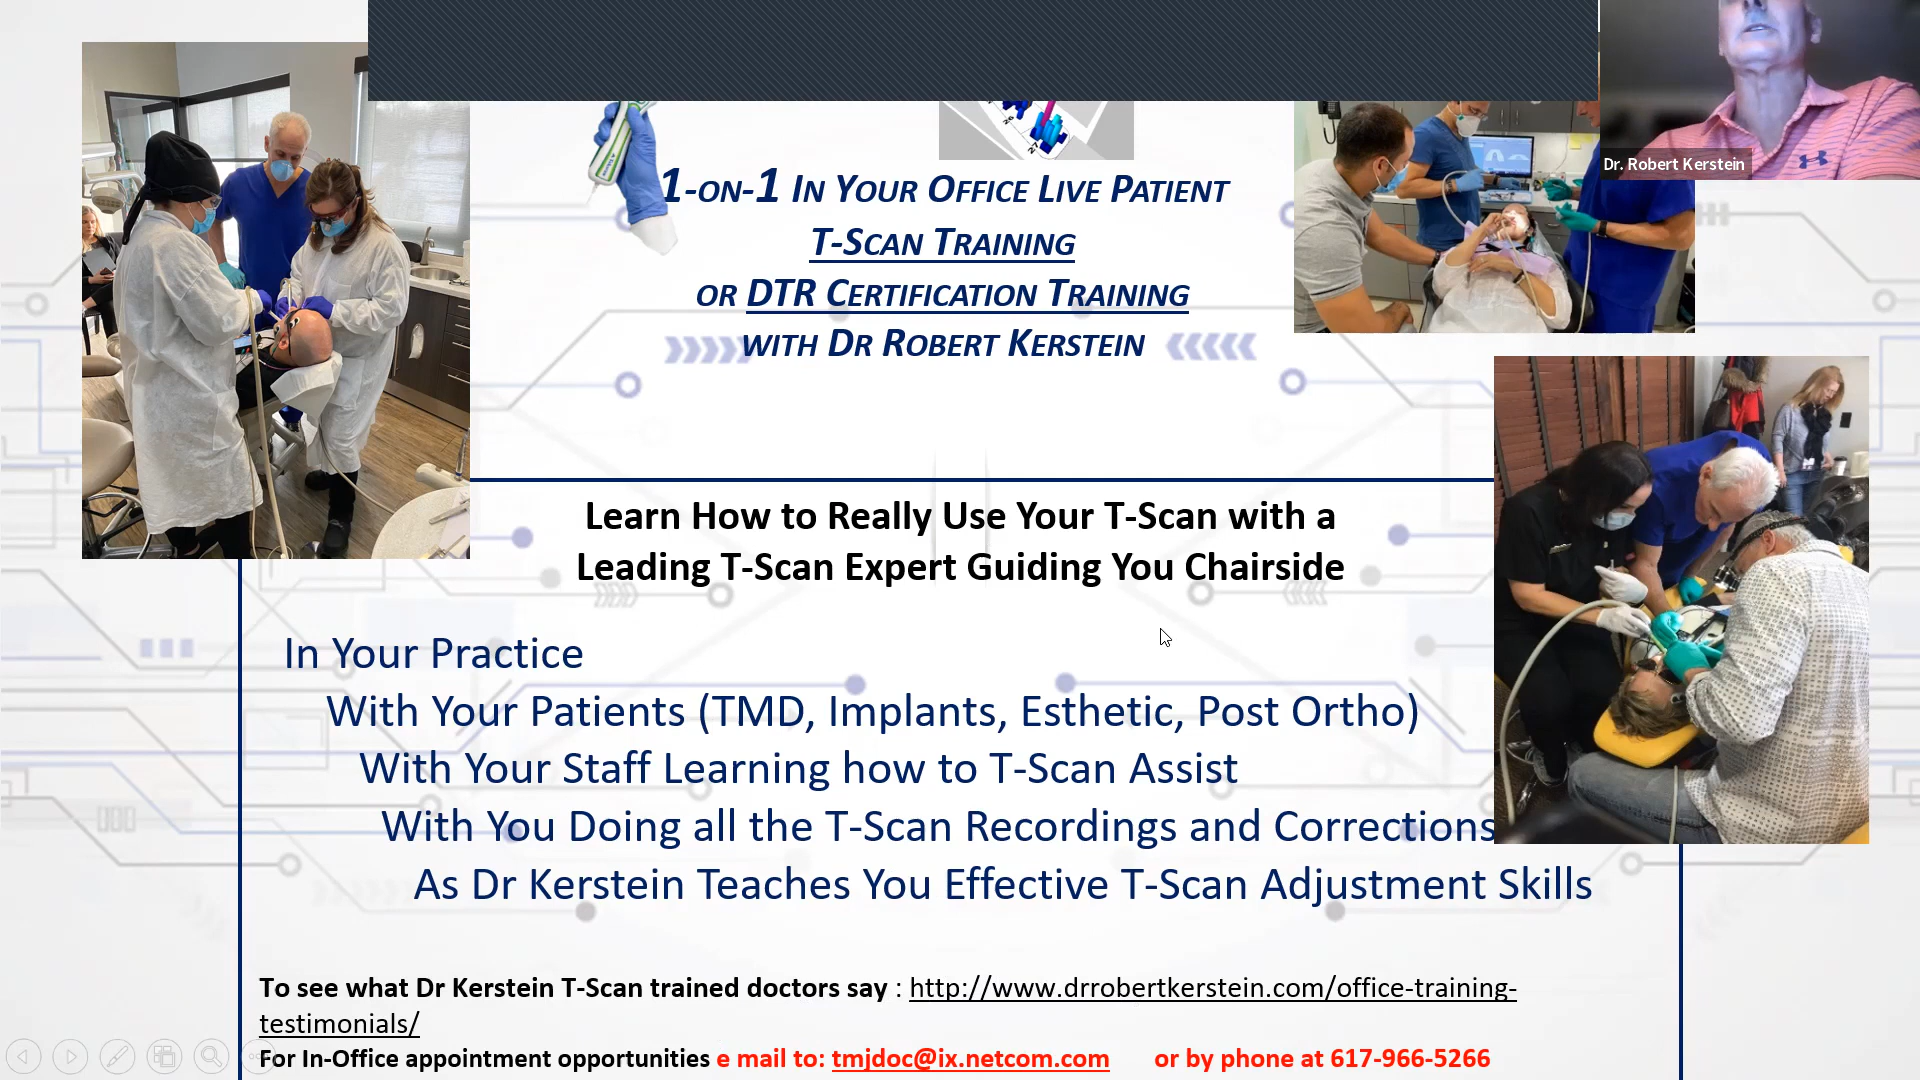 Dr. Robert Kerstein
26
27
1-ON-1 IN YOUR OFFICE LIVE PATIENT
T-SCAN TRAINING
OR DTR CERTIFICATION TRAINING
WITH DR ROBERT KERSTEIN
Learn How to Really Use Your T-Scan with a
Leading T-Scan Expert Guiding You Chairside
In Your Practice
With Your Patients (TMD, Implants, Esthetic, Post Ortho)
With Your Staff Learning how to T-Scan Assist
With You Doing all the T-Scan Recordings and Corrections
As Dr Kerstein Teaches You Effective T-Scan Adjustment Skills
To see what Dr Kerstein T-Scan trained doctors say : http://www.drrobertkerstein.com/office-training-
testimonials/
For In-Office appointment opportunities e mail to: tmjdoc@ix.netcom.com or by phone at 617-966-5266